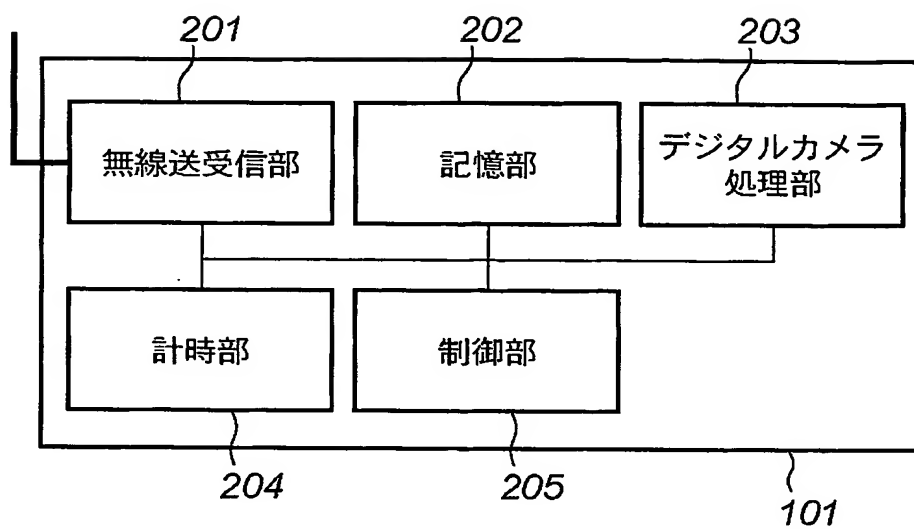 201
202
203
無線送受信部
記憶部
デジタルカメラ
処理部
計時部
制御部
204
205
101